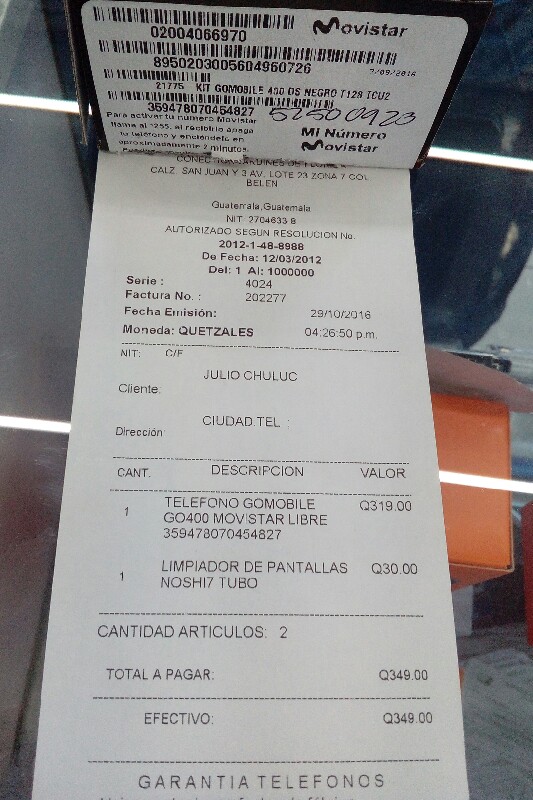 Movistar
02004066970
8950203005604960726
7/09/2016
21775 KIT GOMOBILE 400 DS NEGRO T128 TCU2
359478070454827
52500923
Para activar tu número Movistar
llama al *255, al recibirlo apaga
tu teléfono y enciéndelo en
aproximadamente 2 minutos.
Mi Número
Movistar
CALZ. SAN JUAN Y 3 AV. LOTE 23 ZONA 7 COL.
BELEN
Guatemala,Guatemala
NIT 2704633 8
AUTORIZADO SEGUN RESOLUCION No.
2012-1-48-8988
De Fecha: 12/03/2012
Del: 1 Al: 1000000
Serie : 4024
Factura No. : 202277
Fecha Emisión: 29/10/2016
Moneda: QUETZALES 04:26:50 p.m.
NIT: C/F
JULIO CHULUC
Cliente:
CIUDAD.TEL :
Dirección:
CANT. DESCRIPCION VALOR
1 TELEFONO GOMOBILE Q319.00
GO400 MOVISTAR LIBRE
359478070454827
1 LIMPIADOR DE PANTALLAS Q30.00
NOSHI7 TUBO
CANTIDAD ARTICULOS: 2
TOTAL A PAGAR: Q349.00
EFECTIVO: Q349.00
GARANTIA TELEFONOS